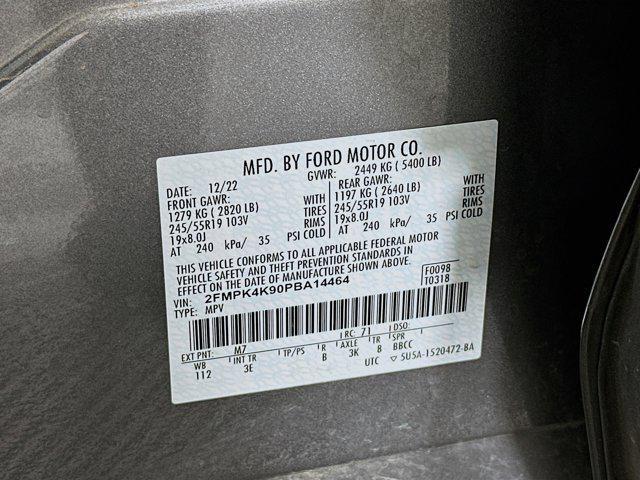 MFD. BY FORD MOTOR CO.
DATE: 12/22 GVWR: 2449 KG ( 5400 LB)
FRONT GAWR: REAR GAWR:
1279 KG ( 2820 LB) WITH 1197 KG ( 2640 LB) WITH
245/55R19 103V TIRES 245/55R19 103V TIRES
19x8.0J RIMS 19x8.0J RIMS
AT 240 kPa/ 35 PSI COLD AT 240 kPa/ 35 PSI COLD
THIS VEHICLE CONFORMS TO ALL APPLICABLE FEDERAL MOTOR
VEHICLE SAFETY AND THEFT PREVENTION STANDARDS IN
EFFECT ON THE DATE OF MANUFACTURE SHOWN ABOVE.
VIN: 2FMPK4K90PBA14464 F0098
TYPE: MPV T0318
EXT PNT: M7 RC: 71 DSO:
WB INT TR TP/PS R AXLE TR SPR
112 3E B 3K 8 BBCC
UTC ▽ 5U5A-1520472-BA